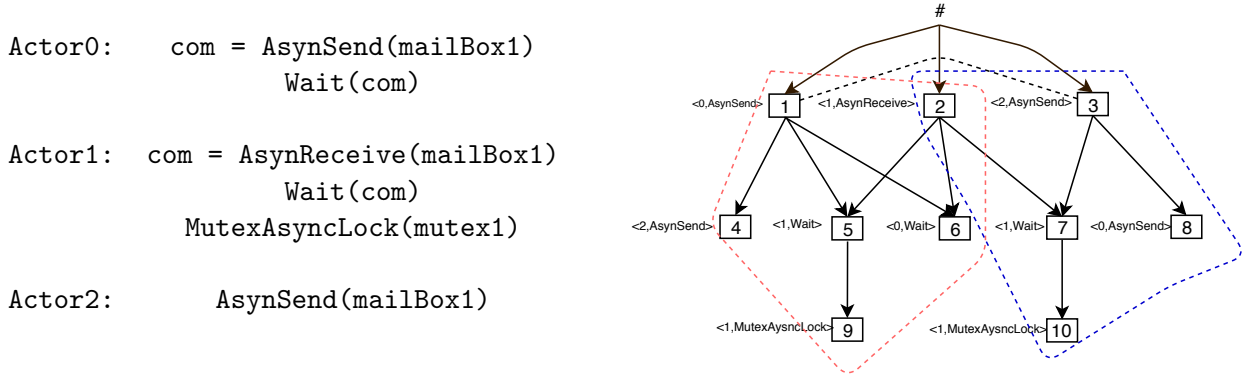 Actor0: com = AsynSend(mailBox1)
Wait(com)
Actor1: com = AsynReceive(mailBox1)
Wait(com)
MutexAsyncLock(mutex1)
Actor2: AsynSend(mailBox1)
#
<0,AsynSend> 1 <1,AsynReceive> 2 <2,AsynSend> 3
<2,AsynSend> 4 <1,Wait> 5 <0,Wait> 6 <1,Wait> 7 <0,AsynSend> 8
<1,MutexAysncLock> 9 <1,MutexAysncLock> 10